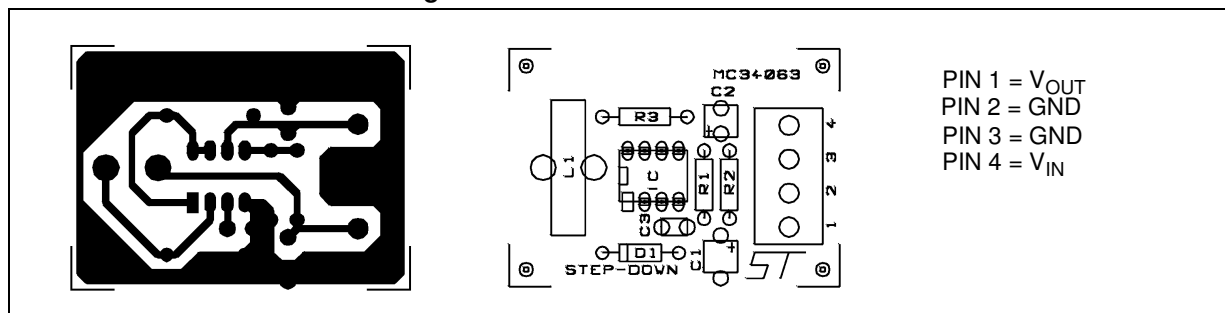 MC34063
C2
+
R3
4
3
2
1
L1
IC
R1
R2
C3
D1
C1
+
STEP-DOWN
ST
PIN 1 = VOUT
PIN 2 = GND
PIN 3 = GND
PIN 4 = VIN